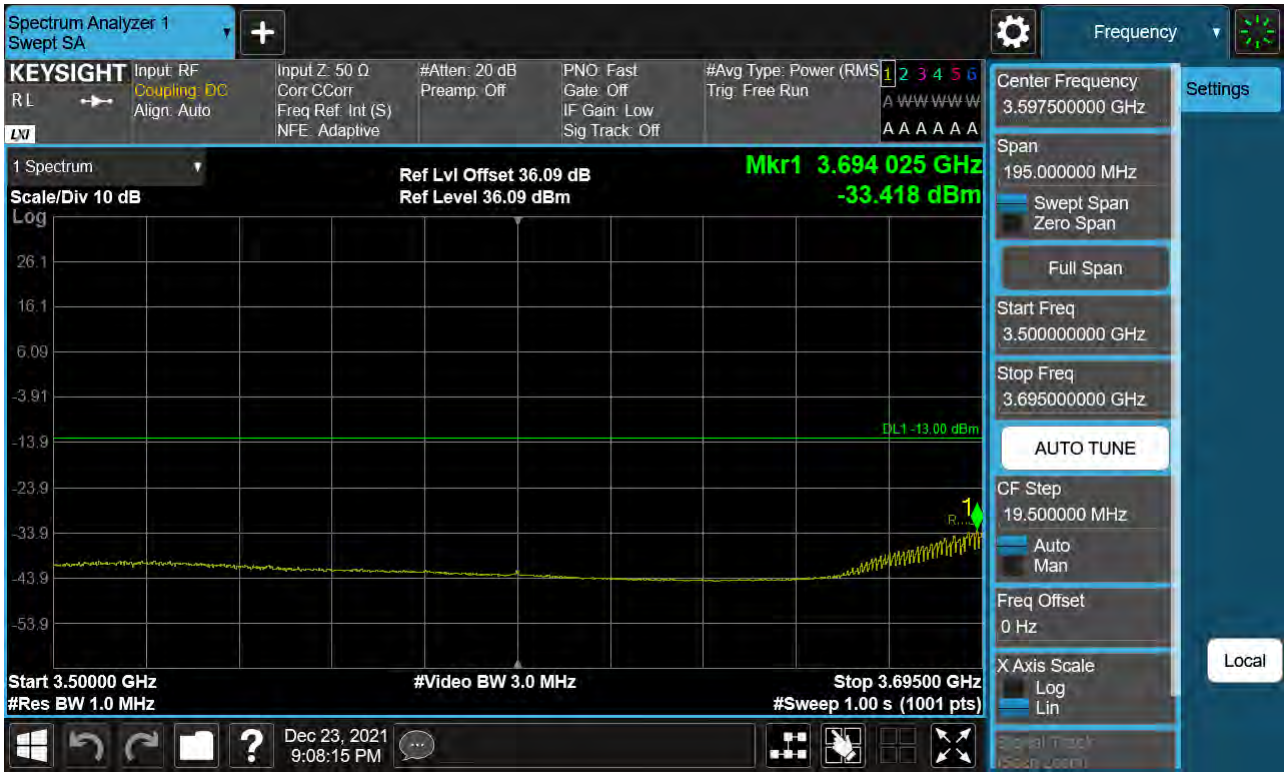 Spectrum Analyzer 1
Swept SA
+
Frequency
KEYSIGHT
RL
LXI
Input: RF
Coupling: DC
Align: Auto
Input Z: 50 Ω
Corr CCorr
Freq Ref: Int (S)
NFE: Adaptive
#Atten: 20 dB
Preamp: Off
PNO: Fast
Gate: Off
IF Gain: Low
Sig Track: Off
#Avg Type: Power (RMS
Trig: Free Run
1 2 3 4 5 6
A W W W W W
A A A A A A
1 Spectrum
Scale/Div 10 dB
Log
Ref Lvl Offset 36.09 dB
Ref Level 36.09 dBm
Mkr1 3.694 025 GHz
-33.418 dBm
26.1
16.1
6.09
-3.91
-13.9
-23.9
-33.9
-43.9
-53.9
DL1 -13.00 dBm
1
Start 3.50000 GHz
#Res BW 1.0 MHz
#Video BW 3.0 MHz
Stop 3.69500 GHz
#Sweep 1.00 s (1001 pts)
Center Frequency
3.597500000 GHz
Span
195.000000 MHz
Swept Span
Zero Span
Full Span
Start Freq
3.500000000 GHz
Stop Freq
3.695000000 GHz
AUTO TUNE
CF Step
19.500000 MHz
Auto
Man
Freq Offset
0 Hz
X Axis Scale
Log
Lin
Signal Track
(Span Zoom)
Settings
Local
?
Dec 23, 2021
9:08:15 PM